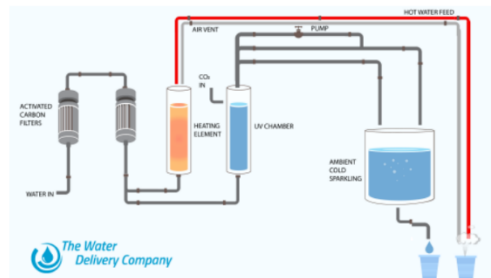 HOT WATER FEED
AIR VENT
PUMP
CO₂
IN
ACTIVATED
CARBON
FILTERS
HEATING
ELEMENT
UV CHAMBER
AMBIENT
COLD
SPARKLING
WATER IN
The Water
Delivery Company